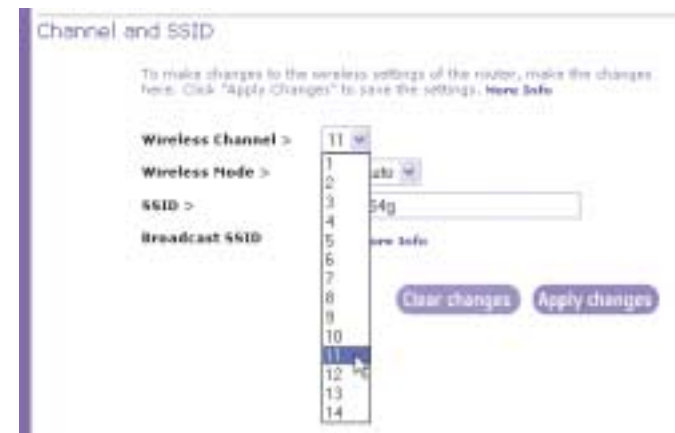 Channel and SSID
To make changes to the wireless settings of the router, make the changes
here. Click "Apply Changes" to save the settings. More Info
Wireless Channel > 11
1
2
3
4
5
6
7
8
9
10
11
12
13
14
Wireless Mode > uto
SSID > 54g
Broadcast SSID ore Info
Clear changes Apply changes